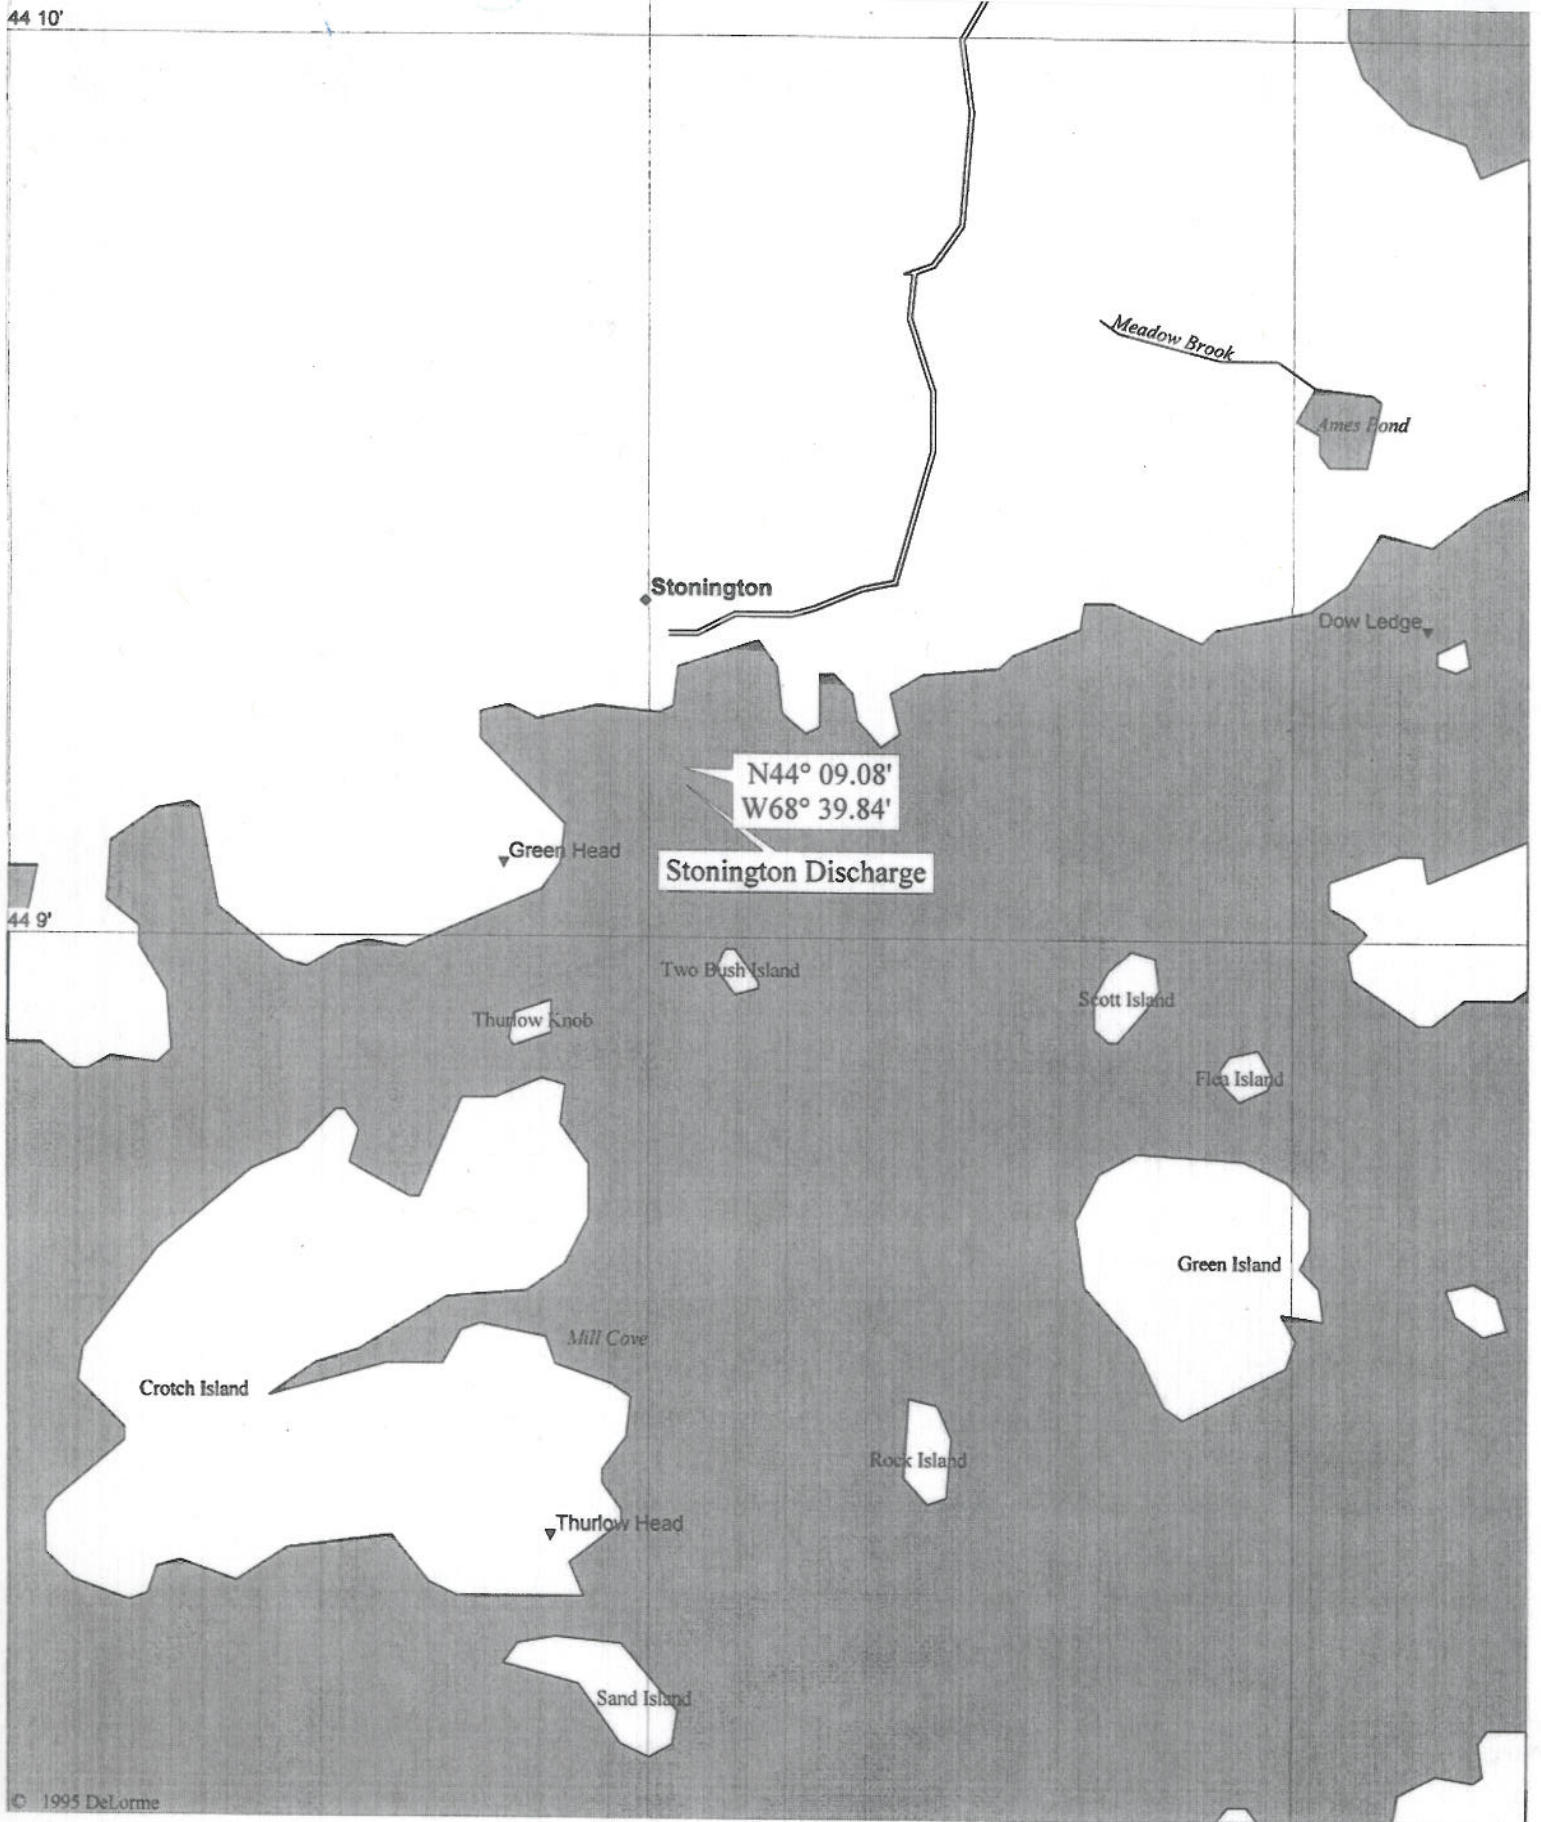 44 10'
Meadow Brook
Ames Pond
Stonington
Dow Ledge
N44° 09.08'
W68° 39.84'
Green Head
Stonington Discharge
44 9'
Two Bush Island
Scott Island
Thurlow Knob
Flea Island
Green Island
Mill Cove
Crotch Island
Rock Island
Thurlow Head
Sand Island
© 1995 DeLorme